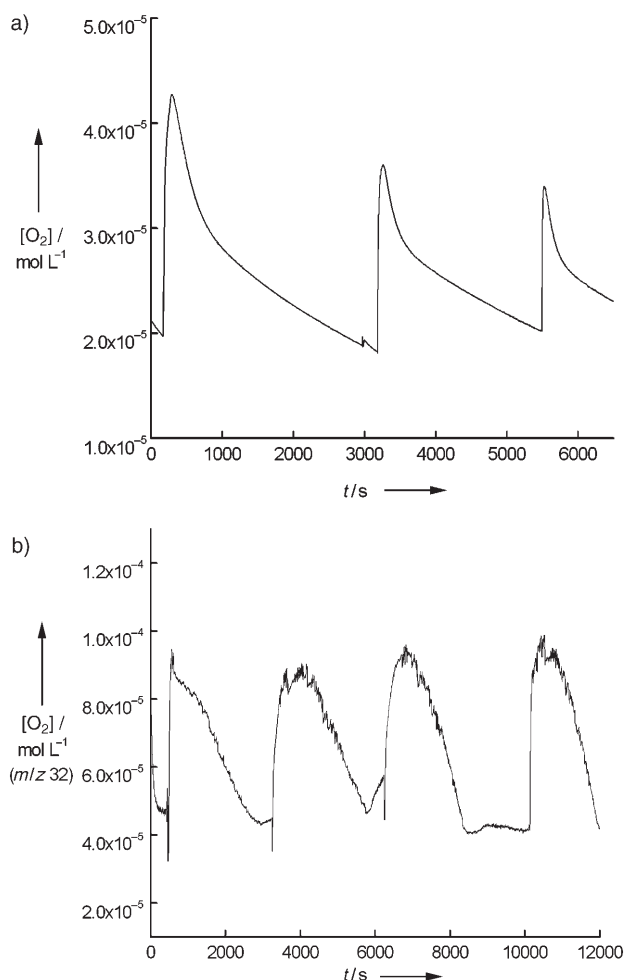 a)
5.0x10⁻⁵
4.0x10⁻⁵
[O₂] /
mol L⁻¹
3.0x10⁻⁵
2.0x10⁻⁵
1.0x10⁻⁵
0 1000 2000 3000 4000 5000 6000
t/s
b)
1.2x10⁻⁴
1.0x10⁻⁴
[O₂] /
mol L⁻¹
(m/z 32)
8.0x10⁻⁵
6.0x10⁻⁵
4.0x10⁻⁵
2.0x10⁻⁵
0 2000 4000 6000 8000 10000 12000
t/s